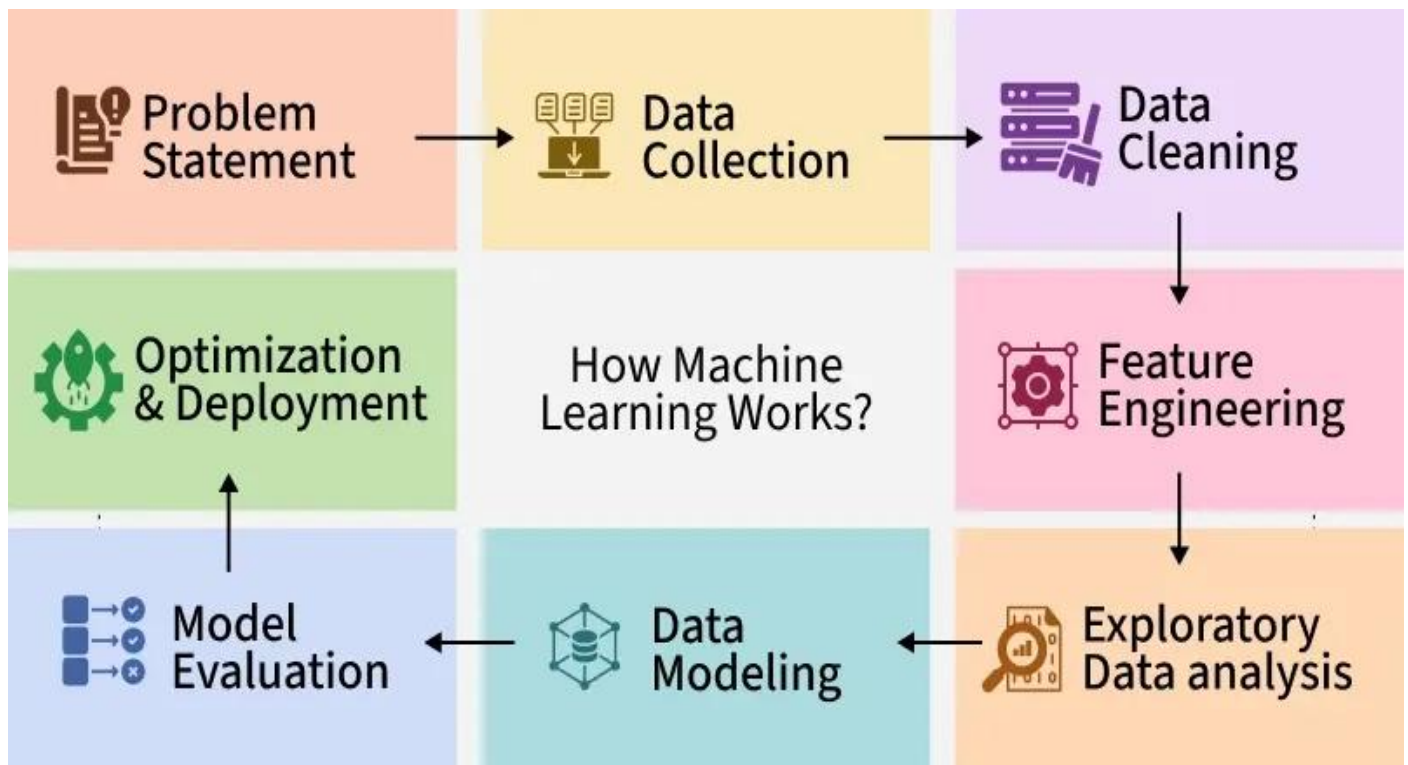 Problem
Statement
Data
Collection
Data
Cleaning
Optimization
& Deployment
How Machine
Learning Works?
Feature
Engineering
Model
Evaluation
Data
Modeling
Exploratory
Data analysis